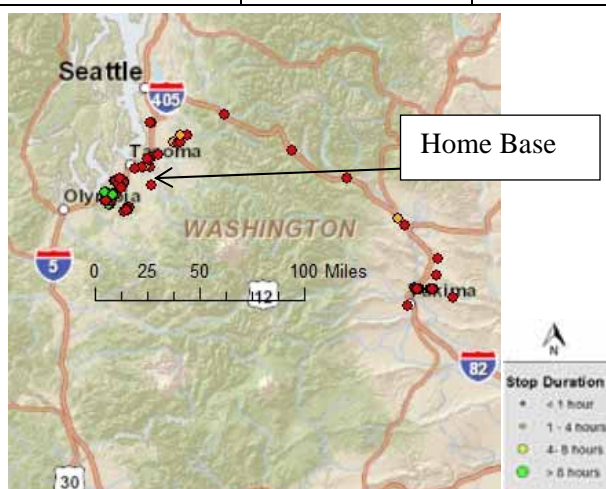 Seattle
405
Home Base
Tacoma
Olympia
WASHINGTON
5
0 25 50 100 Miles
12
Yakima
82
N
Stop Duration
< 1 hour
1 - 4 hours
4- 8 hours
> 8 hours
30